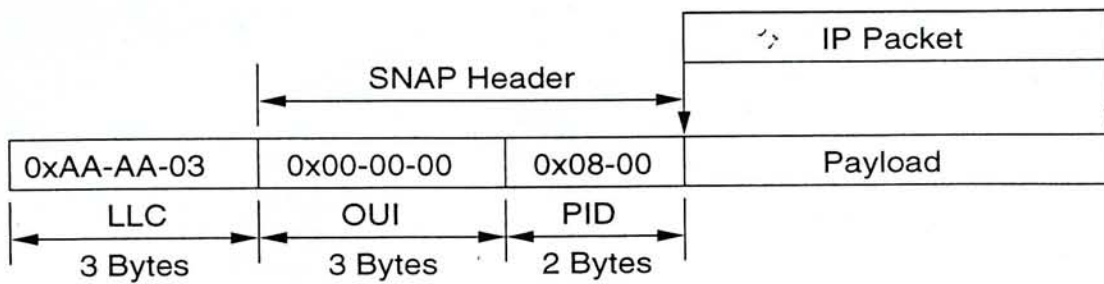 IP Packet
SNAP Header
0xAA-AA-03 0x00-00-00 0x08-00 Payload
LLC OUI PID
3 Bytes 3 Bytes 2 Bytes